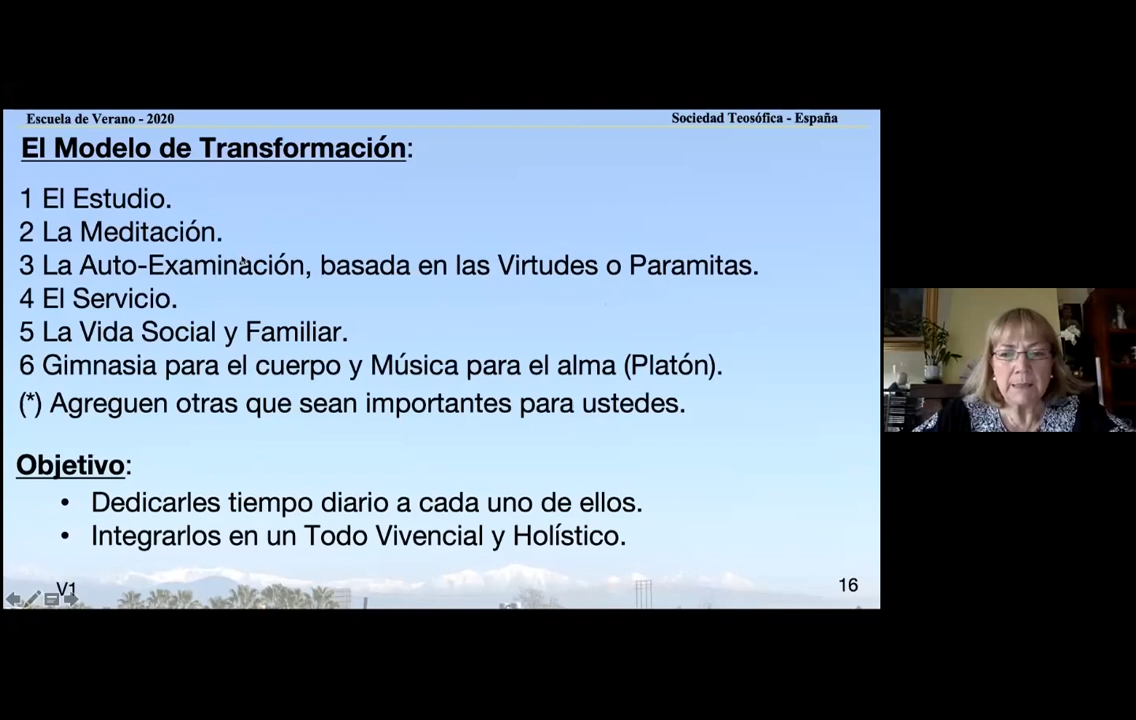 Escuela de Verano - 2020
Sociedad Teosófica - España
El Modelo de Transformación:
1 El Estudio.
2 La Meditación.
3 La Auto-Examinación, basada en las Virtudes o Paramitas.
4 El Servicio.
5 La Vida Social y Familiar.
6 Gimnasia para el cuerpo y Música para el alma (Platón).
(*) Agreguen otras que sean importantes para ustedes.
Objetivo:
• Dedicarles tiempo diario a cada uno de ellos.
• Integrarlos en un Todo Vivencial y Holístico.
V1
16